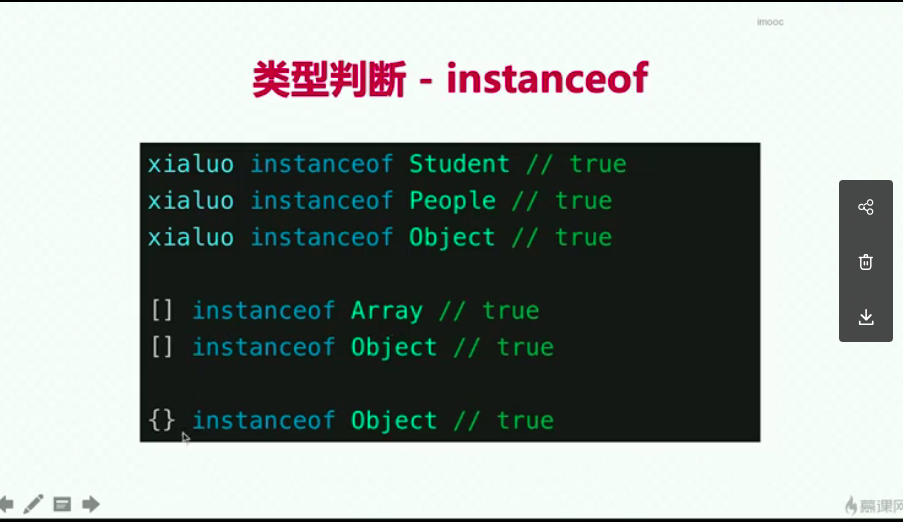 imooc
类型判断 - instanceof
xialuo instanceof Student // true
xialuo instanceof People // true
xialuo instanceof Object // true
[] instanceof Array // true
[] instanceof Object // true
{} instanceof Object // true
慕课网